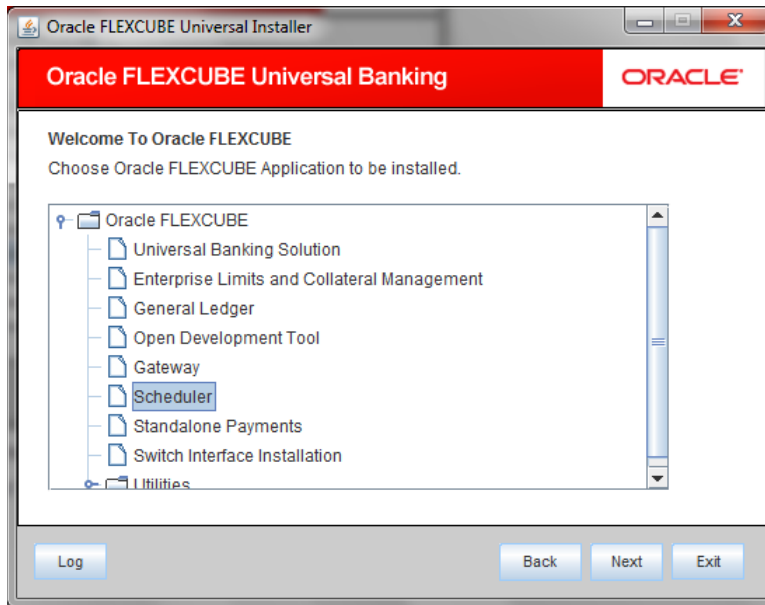 Oracle FLEXCUBE Universal Installer
Oracle FLEXCUBE Universal Banking
ORACLE
Welcome To Oracle FLEXCUBE
Choose Oracle FLEXCUBE Application to be installed.
Oracle FLEXCUBE
Universal Banking Solution
Enterprise Limits and Collateral Management
General Ledger
Open Development Tool
Gateway
Scheduler
Standalone Payments
Switch Interface Installation
Utilities
Log Back Next Exit